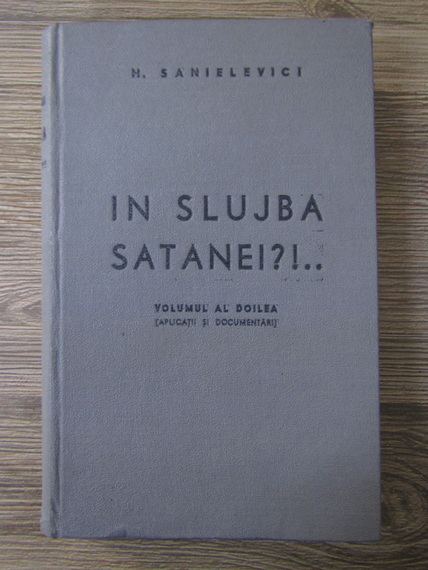 H. SANIELEVICI
IN SLUJBA
SATANEI?!..
VOLUMUL AL DOILEA
(APLICAȚII ȘI DOCUMENTĂRI)